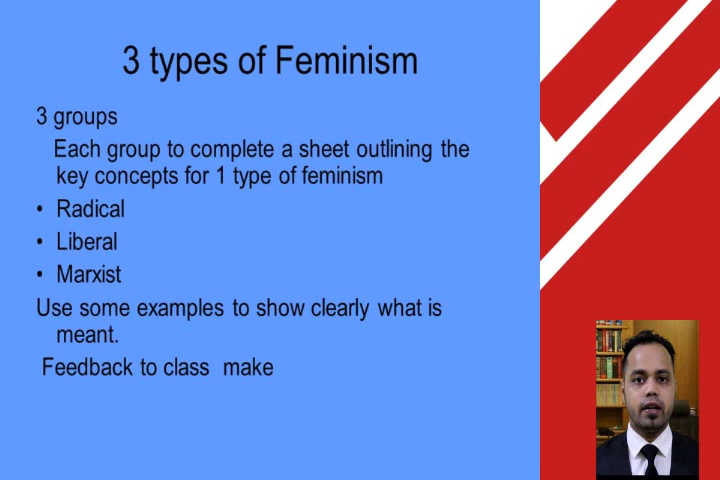 3 types of Feminism
3 groups
Each group to complete a sheet outlining the
key concepts for 1 type of feminism
• Radical
• Liberal
• Marxist
Use some examples to show clearly what is
meant.
Feedback to class make